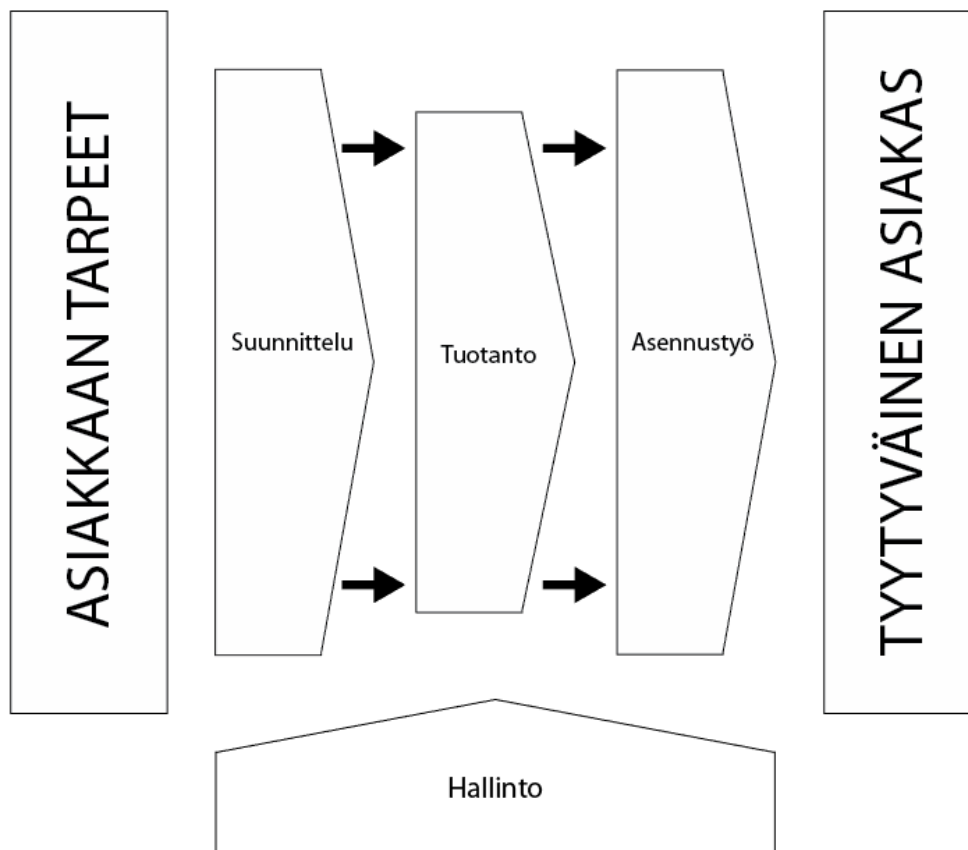 ASIAKKAAN TARPEET
Suunnittelu
Tuotanto
Asennustyö
TYYTYVÄINEN ASIAKAS
Hallinto